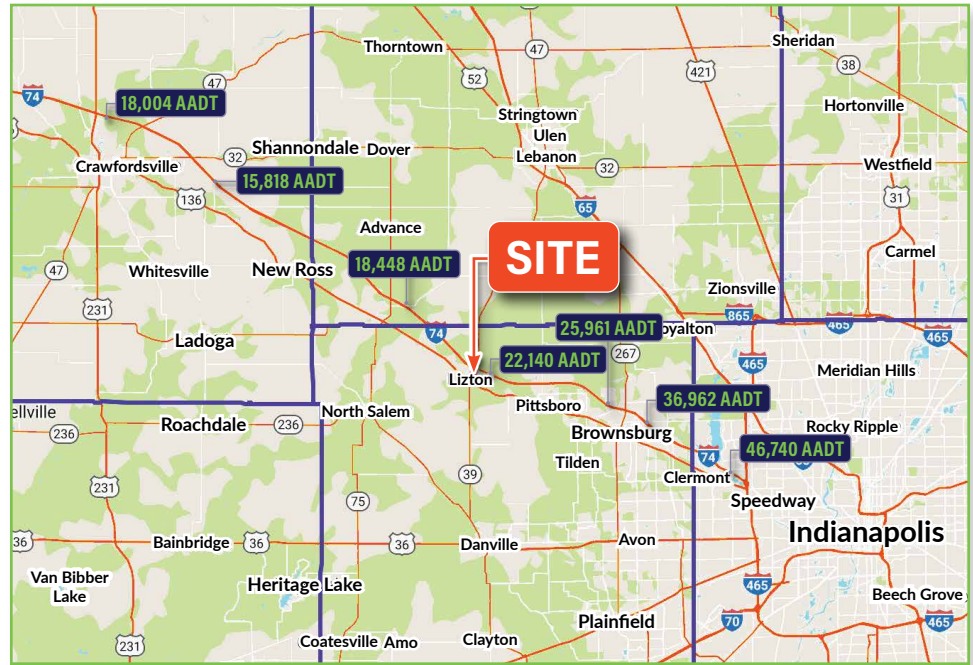 Thorntown
47
Sheridan
38
52
421
47
74
18,004 AADT
Hortonville
Stringtown
Ulen
Lebanon
Shannondale
Dover
32
32
Crawfordsville
Westfield
15,818 AADT
136
31
65
Advance
SITE
Carmel
47
Whitesville
New Ross
18,448 AADT
Zionsville
231
865
465
465
25,961 AADT
oyalton
74
Ladoga
267
465
22,140 AADT
Meridian Hills
Lizton
36,962 AADT
Pittsboro
ellville
North Salem
236
Roachdale
236
Rocky Ripple
Brownsburg
46,740 AADT
74
Tilden
Clermont
39
231
75
Speedway
Indianapolis
36
Bainbridge
36
36
Danville
Avon
Van Bibber
Lake
Heritage Lake
465
Beech Grove
Plainfield
70
465
231
Coatesville
Amo
Clayton